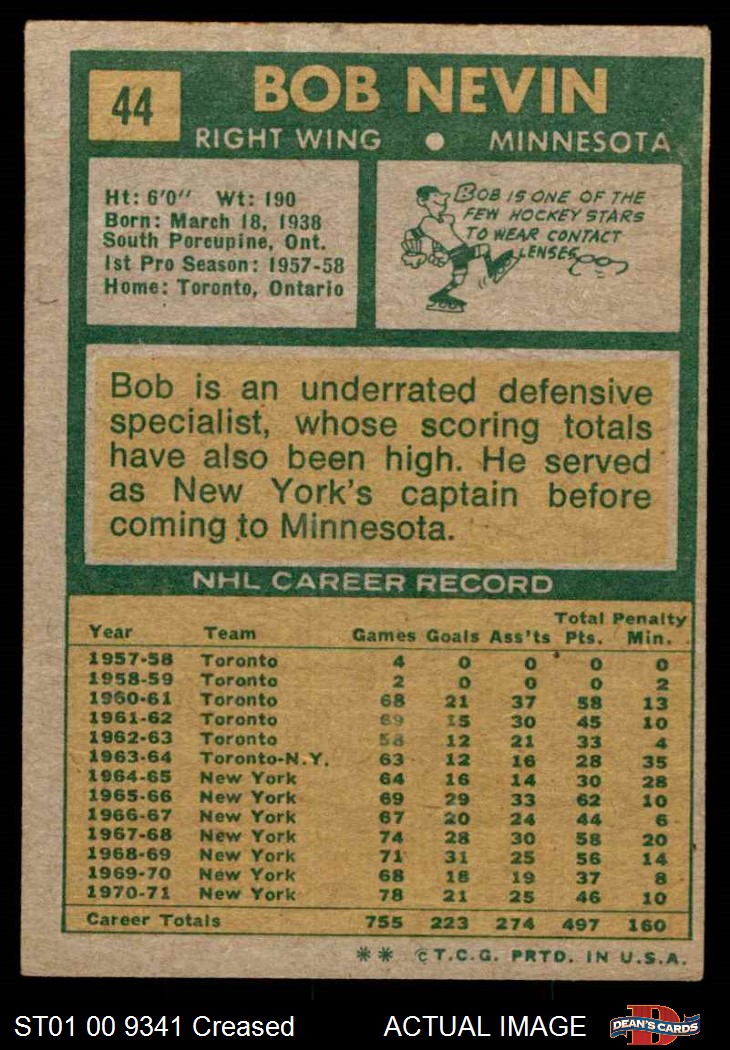 44
BOB NEVIN
RIGHT WING • MINNESOTA
Ht: 6'0″ Wt: 190
Born: March 18, 1938
South Porcupine, Ont.
1st Pro Season: 1957-58
Home: Toronto, Ontario
BOB IS ONE OF THE
FEW HOCKEY STARS
TO WEAR CONTACT
LENSES
Bob is an underrated defensive
specialist, whose scoring totals
have also been high. He served
as New York's captain before
coming to Minnesota.
NHL CAREER RECORD
Total Penalty
Year Team Games Goals Ass'ts Pts. Min.
1957-58 Toronto 4 0 0 0 0
1958-59 Toronto 2 0 0 0 2
1960-61 Toronto 68 21 37 58 13
1961-62 Toronto 69 15 30 45 10
1962-63 Toronto 58 12 21 33 4
1963-64 Toronto-N.Y. 63 12 16 28 35
1964-65 New York 64 16 14 30 28
1965-66 New York 69 29 33 62 10
1966-67 New York 67 20 24 44 6
1967-68 New York 74 28 30 58 20
1968-69 New York 71 31 25 56 14
1969-70 New York 68 18 19 37 8
1970-71 New York 78 21 25 46 10
Career Totals 755 223 274 497 160
** ©T.C.G. PRTD. IN U.S.A.
ST01 00 9341 Creased ACTUAL IMAGE
DEAN'S CARDS